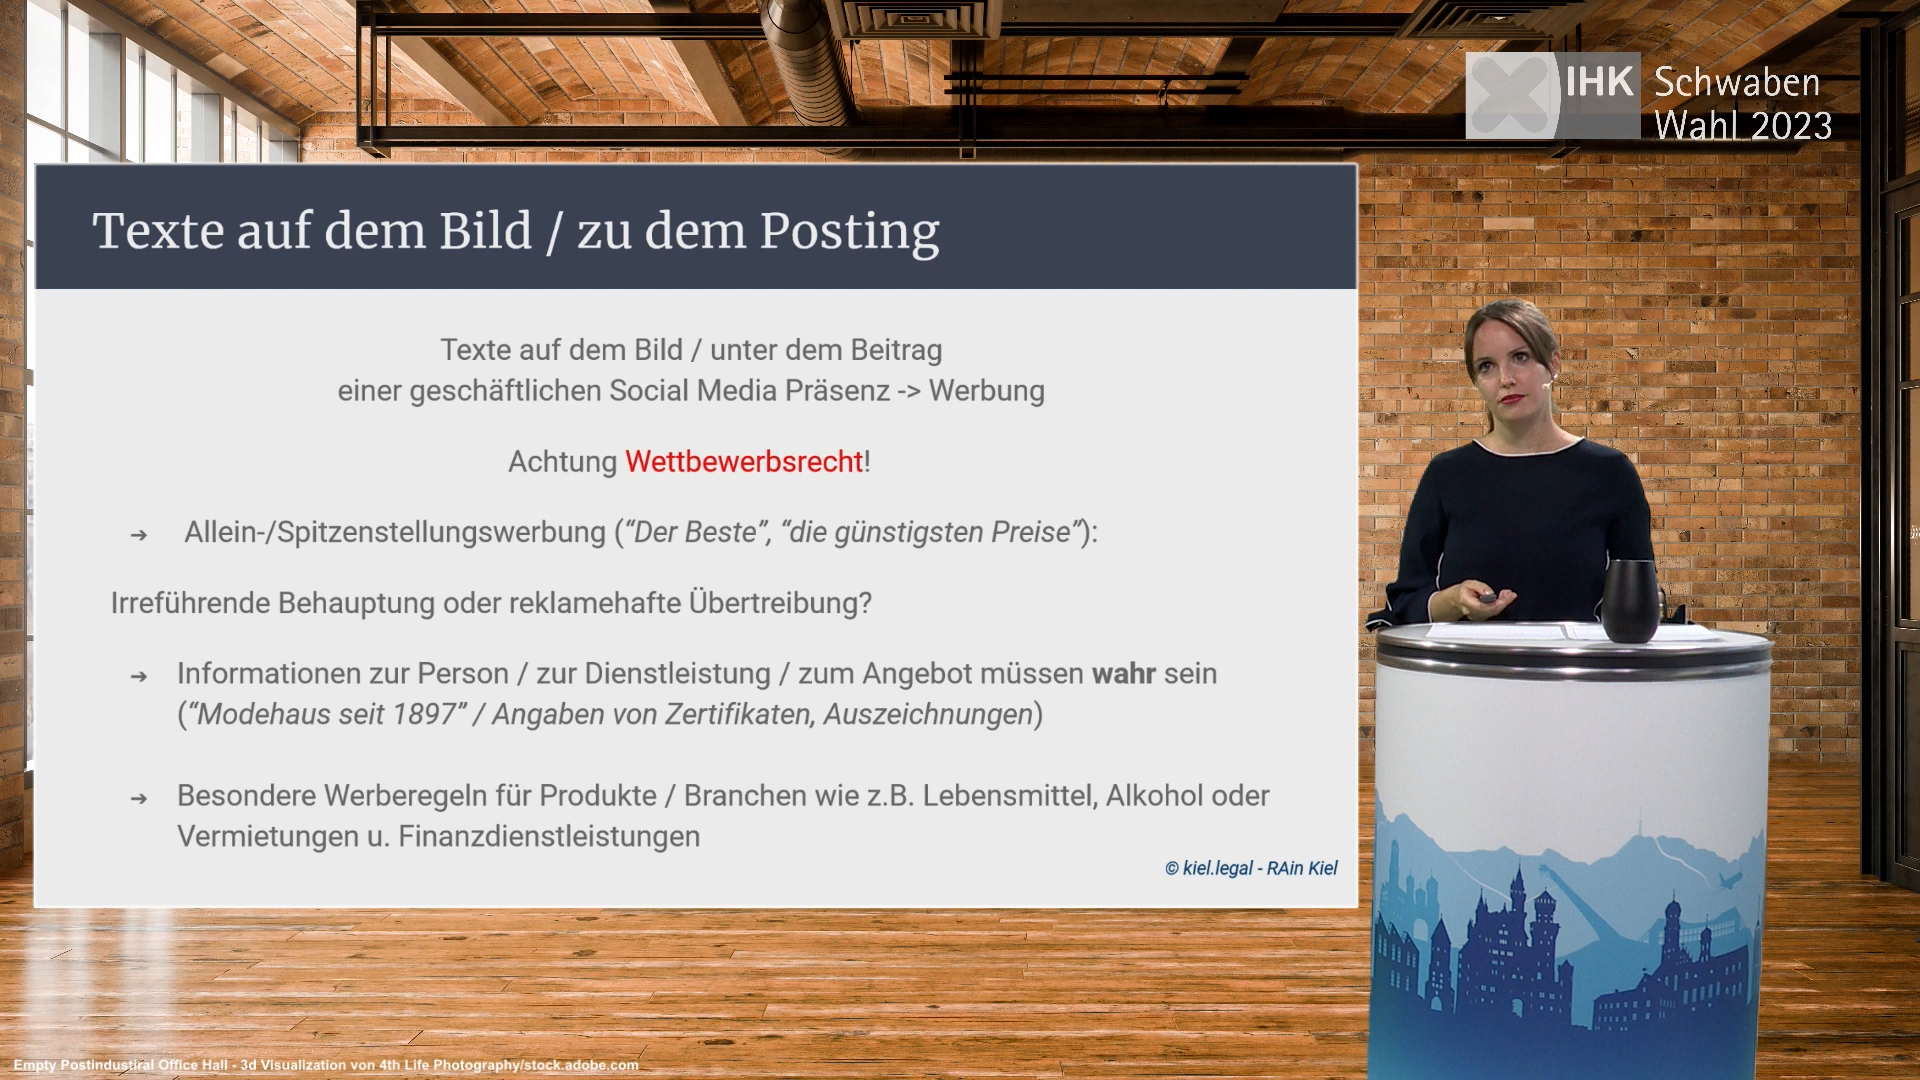 IHK Schwaben
Wahl 2023
Texte auf dem Bild / zu dem Posting
Texte auf dem Bild / unter dem Beitrag
einer geschäftlichen Social Media Präsenz -> Werbung
Achtung Wettbewerbsrecht!
➔ Allein-/Spitzenstellungswerbung (“Der Beste”, “die günstigsten Preise”):
Irreführende Behauptung oder reklamehafte Übertreibung?
➔ Informationen zur Person / zur Dienstleistung / zum Angebot müssen wahr sein
(“Modehaus seit 1897” / Angaben von Zertifikaten, Auszeichnungen)
➔ Besondere Werberegeln für Produkte / Branchen wie z.B. Lebensmittel, Alkohol oder
Vermietungen u. Finanzdienstleistungen
© kiel.legal - RAin Kiel
Empty Postindustiral Office Hall - 3d Visualization von 4th Life Photography/stock.adobe.com